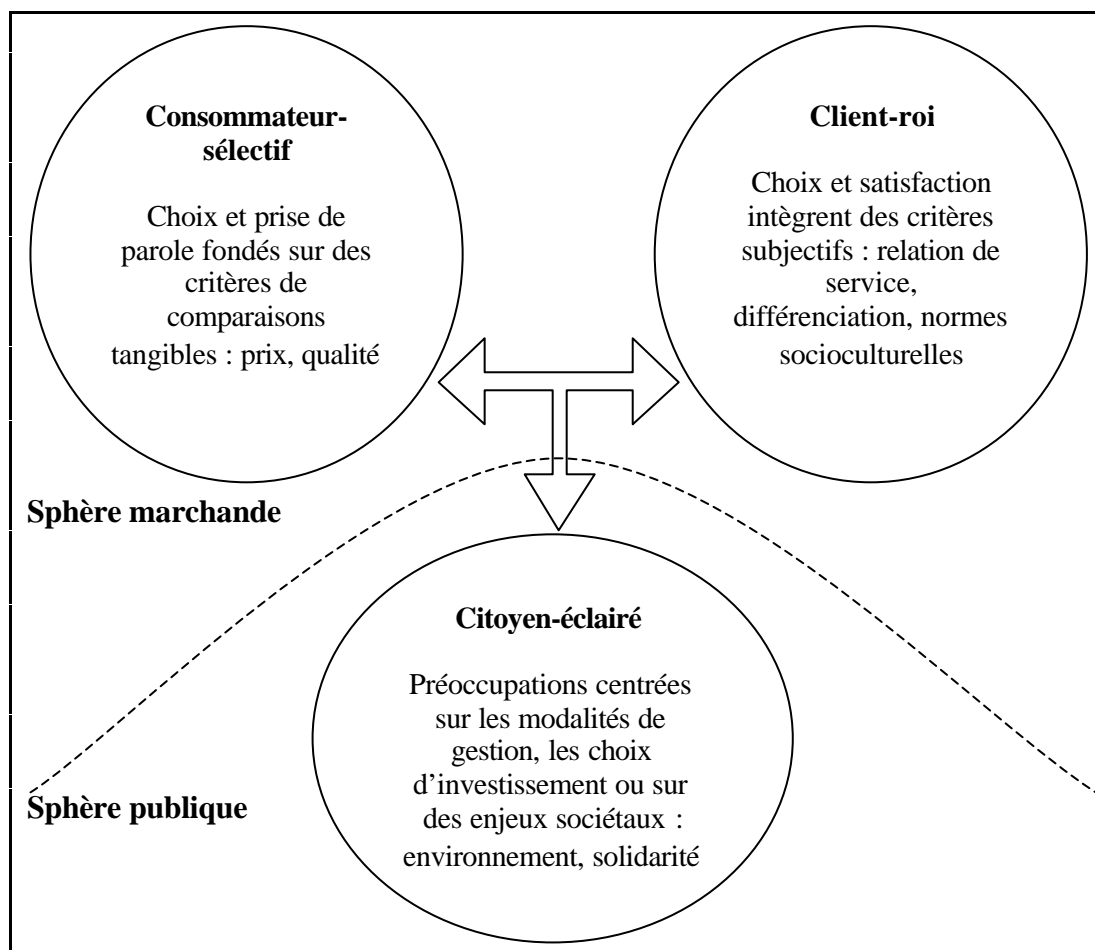 Consommateur-
sélectif
Choix et prise de
parole fondés sur des
critères de
comparaisons
tangibles : prix, qualité
Client-roi
Choix et satisfaction
intègrent des critères
subjectifs : relation de
service,
différenciation, normes
socioculturelles
Sphère marchande
Citoyen-éclairé
Préoccupations centrées
sur les modalités de
gestion, les choix
d’investissement ou sur
des enjeux sociétaux :
environnement, solidarité
Sphère publique